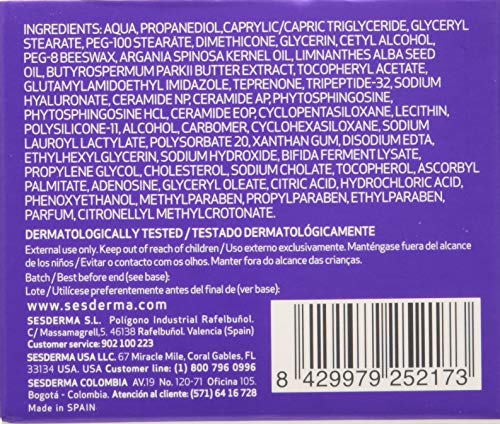 INGREDIENTS: AQUA, PROPANEDIOL,CAPRYLIC/CAPRIC TRIGLYCERIDE, GLYCERYL
STEARATE, PEG-100 STEARATE, DIMETHICONE, GLYCERIN, CETYL ALCOHOL,
PEG-8 BEESWAX, ARGANIA SPINOSA KERNEL OIL, LIMNANTHES ALBA SEED
OIL, BUTYROSPERMUM PARKII BUTTER EXTRACT, TOCOPHERYL ACETATE,
GLUTAMYLAMIDOETHYL IMIDAZOLE, TEPRENONE, TRIPEPTIDE-32, SODIUM
HYALURONATE, CERAMIDE NP, CERAMIDE AP, PHYTOSPHINGOSINE,
PHYTOSPHINGOSINE HCL, CERAMIDE EOP, CYCLOPENTASILOXANE, LECITHIN,
POLYSILICONE-11, ALCOHOL, CARBOMER, CYCLOHEXASILOXANE, SODIUM
LAUROYL LACTYLATE, POLYSORBATE 20, XANTHAN GUM, DISODIUM EDTA,
ETHYLHEXYLGLYCERIN, SODIUM HYDROXIDE, BIFIDA FERMENT LYSATE,
PROPYLENE GLYCOL, CHOLESTEROL, SODIUM CHOLATE, TOCOPHEROL, ASCORBYL
PALMITATE, ADENOSINE, GLYCERYL OLEATE, CITRIC ACID, HYDROCHLORIC ACID,
PHENOXYETHANOL, METHYLPARABEN, PROPYLPARABEN, ETHYLPARABEN,
PARFUM, CITRONELLYL METHYLCROTONATE.
DERMATOLOGICALLY TESTED / TESTADO DERMATOLÓGICAMENTE
External use only. Keep out of reach of children / Uso externo exclusivamente. Manténgase fuera del alcance
de los niños / Evitar o contacto com os olhos. Manter fora do alcance das crianças.
Batch / Best before end (see base):
Lote / Utilícese preferentemente antes del final de (ver base):
www.sesderma.com
SESDERMA S.L. Polígono Industrial Rafelbuñol.
C/ Massamagrell,5. 46138 Rafelbuñol. Valencia (Spain)
Customer service: 902 100 223
SESDERMA USA LLC. 67 Miracle Mile, Coral Gables, FL
33134 USA. USA Customer line: (1) 800 796 0996
SESDERMA COLOMBIA AV.19 No. 120-71 Oficina 105.
Bogotá - Colombia. Atención al cliente: (571) 64 16 728
Made in SPAIN
8 429979 252173